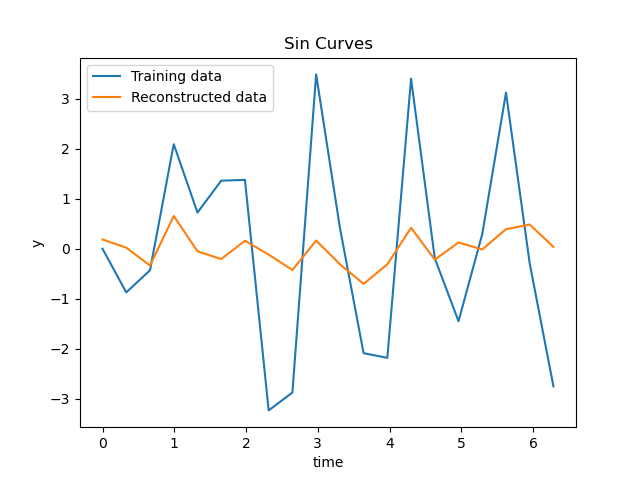 Sin Curves
Training data
Reconstructed data
3
2
1
0
−1
−2
−3
y
0 1 2 3 4 5 6
time